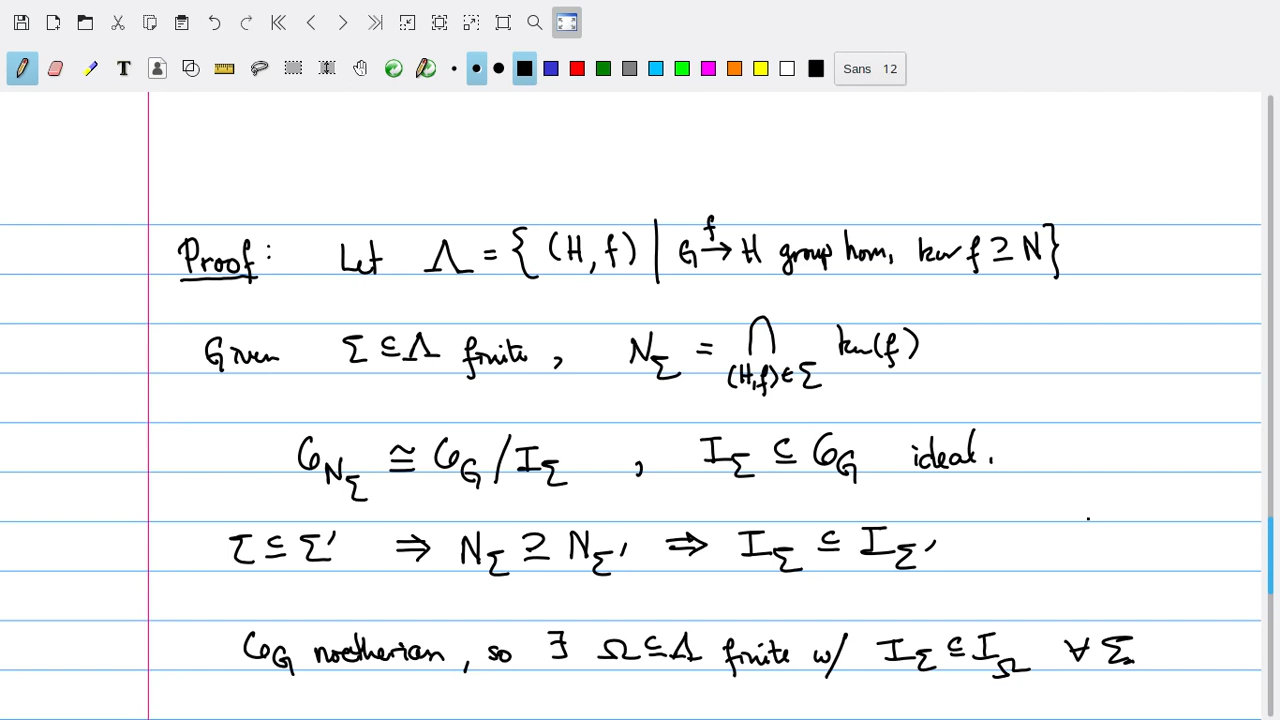 Sans 12
Proof: Let Λ = { (H, f) | G →^f H group hom, ker f ⊇ N }
Given Σ ⊆ Λ finite, N_Σ = ⋂_{(H,f)∈Σ} ker(f)
𝒪_{N_Σ} ≅ 𝒪_G / I_Σ , I_Σ ⊆ 𝒪_G ideal.
Σ ⊆ Σ' ⇒ N_Σ ⊇ N_Σ' ⇒ I_Σ ⊆ I_Σ'
𝒪_G noetherian, so ∃ Ω ⊆ Λ finite w/ I_Σ ⊆ I_Ω ∀ Σ